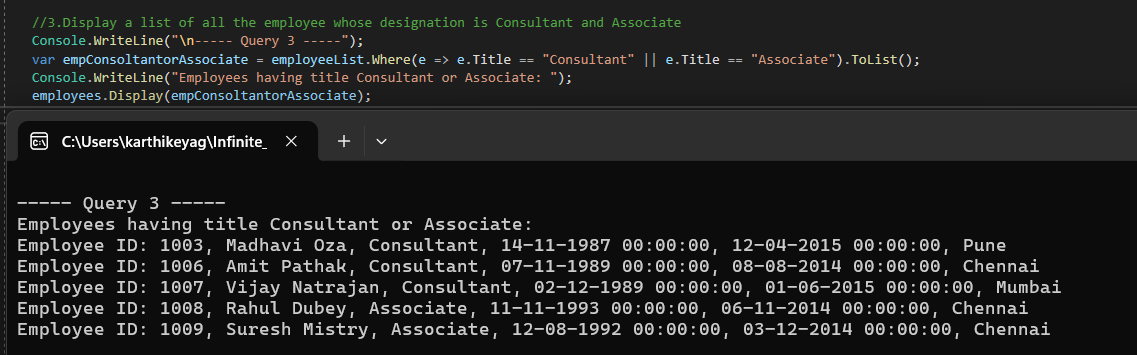 //3.Display a list of all the employee whose designation is Consultant and Associate
Console.WriteLine("\n----- Query 3 -----");
var empConsoltantorAssociate = employeeList.Where(e => e.Title == "Consultant" || e.Title == "Associate").ToList();
Console.WriteLine("Employees having title Consultant or Associate: ");
employees.Display(empConsoltantorAssociate);
C:\Users\karthikeyag\Infinite_
----- Query 3 -----
Employees having title Consultant or Associate:
Employee ID: 1003, Madhavi Oza, Consultant, 14-11-1987 00:00:00, 12-04-2015 00:00:00, Pune
Employee ID: 1006, Amit Pathak, Consultant, 07-11-1989 00:00:00, 08-08-2014 00:00:00, Chennai
Employee ID: 1007, Vijay Natrajan, Consultant, 02-12-1989 00:00:00, 01-06-2015 00:00:00, Mumbai
Employee ID: 1008, Rahul Dubey, Associate, 11-11-1993 00:00:00, 06-11-2014 00:00:00, Chennai
Employee ID: 1009, Suresh Mistry, Associate, 12-08-1992 00:00:00, 03-12-2014 00:00:00, Chennai